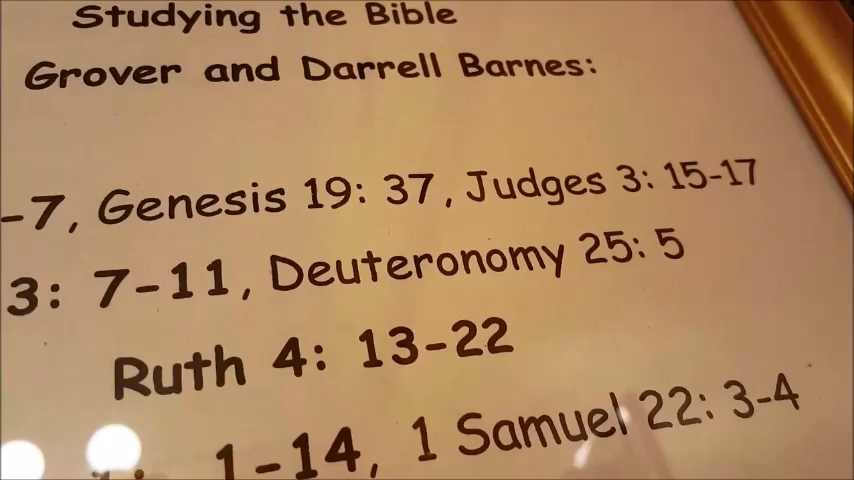 Studying the Bible
Grover and Darrell Barnes:
-7, Genesis 19: 37, Judges 3: 15-17
3: 7-11, Deuteronomy 25: 5
Ruth 4: 13-22
1-14, 1 Samuel 22: 3-4